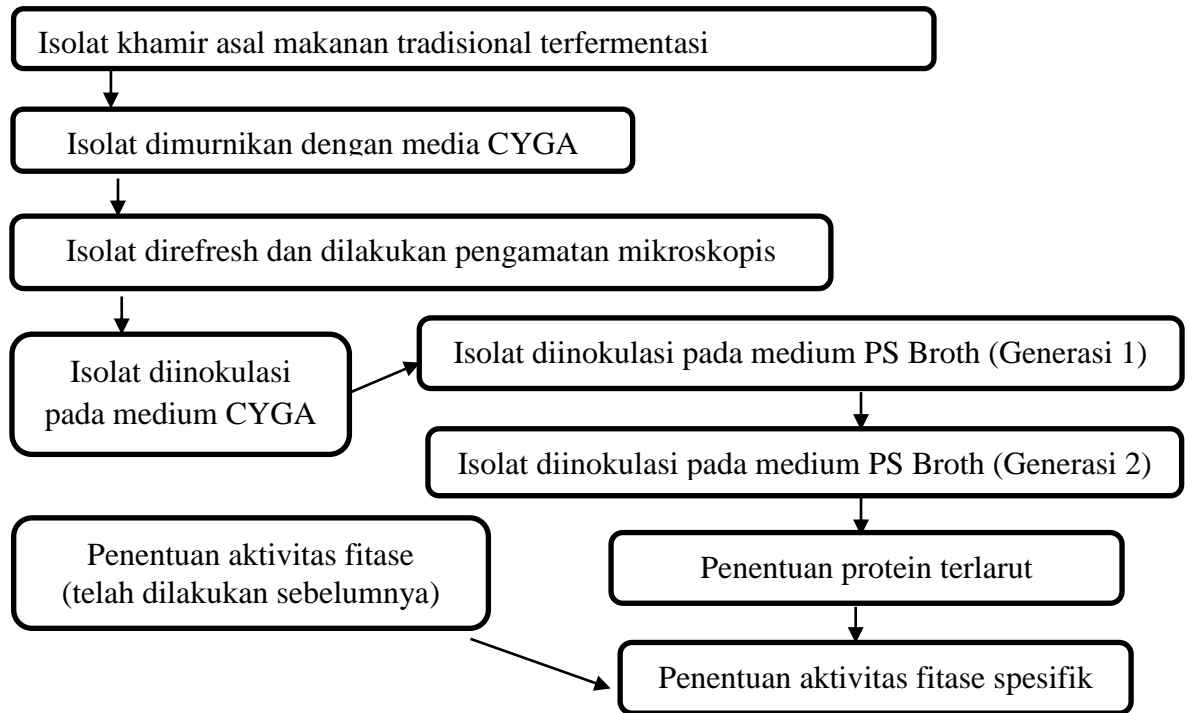 Isolat khamir asal makanan tradisional terfermentasi
Isolat dimurnikan dengan media CYGA
Isolat direfresh dan dilakukan pengamatan mikroskopis
Isolat diinokulasi
pada medium CYGA
Isolat diinokulasi pada medium PS Broth (Generasi 1)
Isolat diinokulasi pada medium PS Broth (Generasi 2)
Penentuan aktivitas fitase
(telah dilakukan sebelumnya)
Penentuan protein terlarut
Penentuan aktivitas fitase spesifik